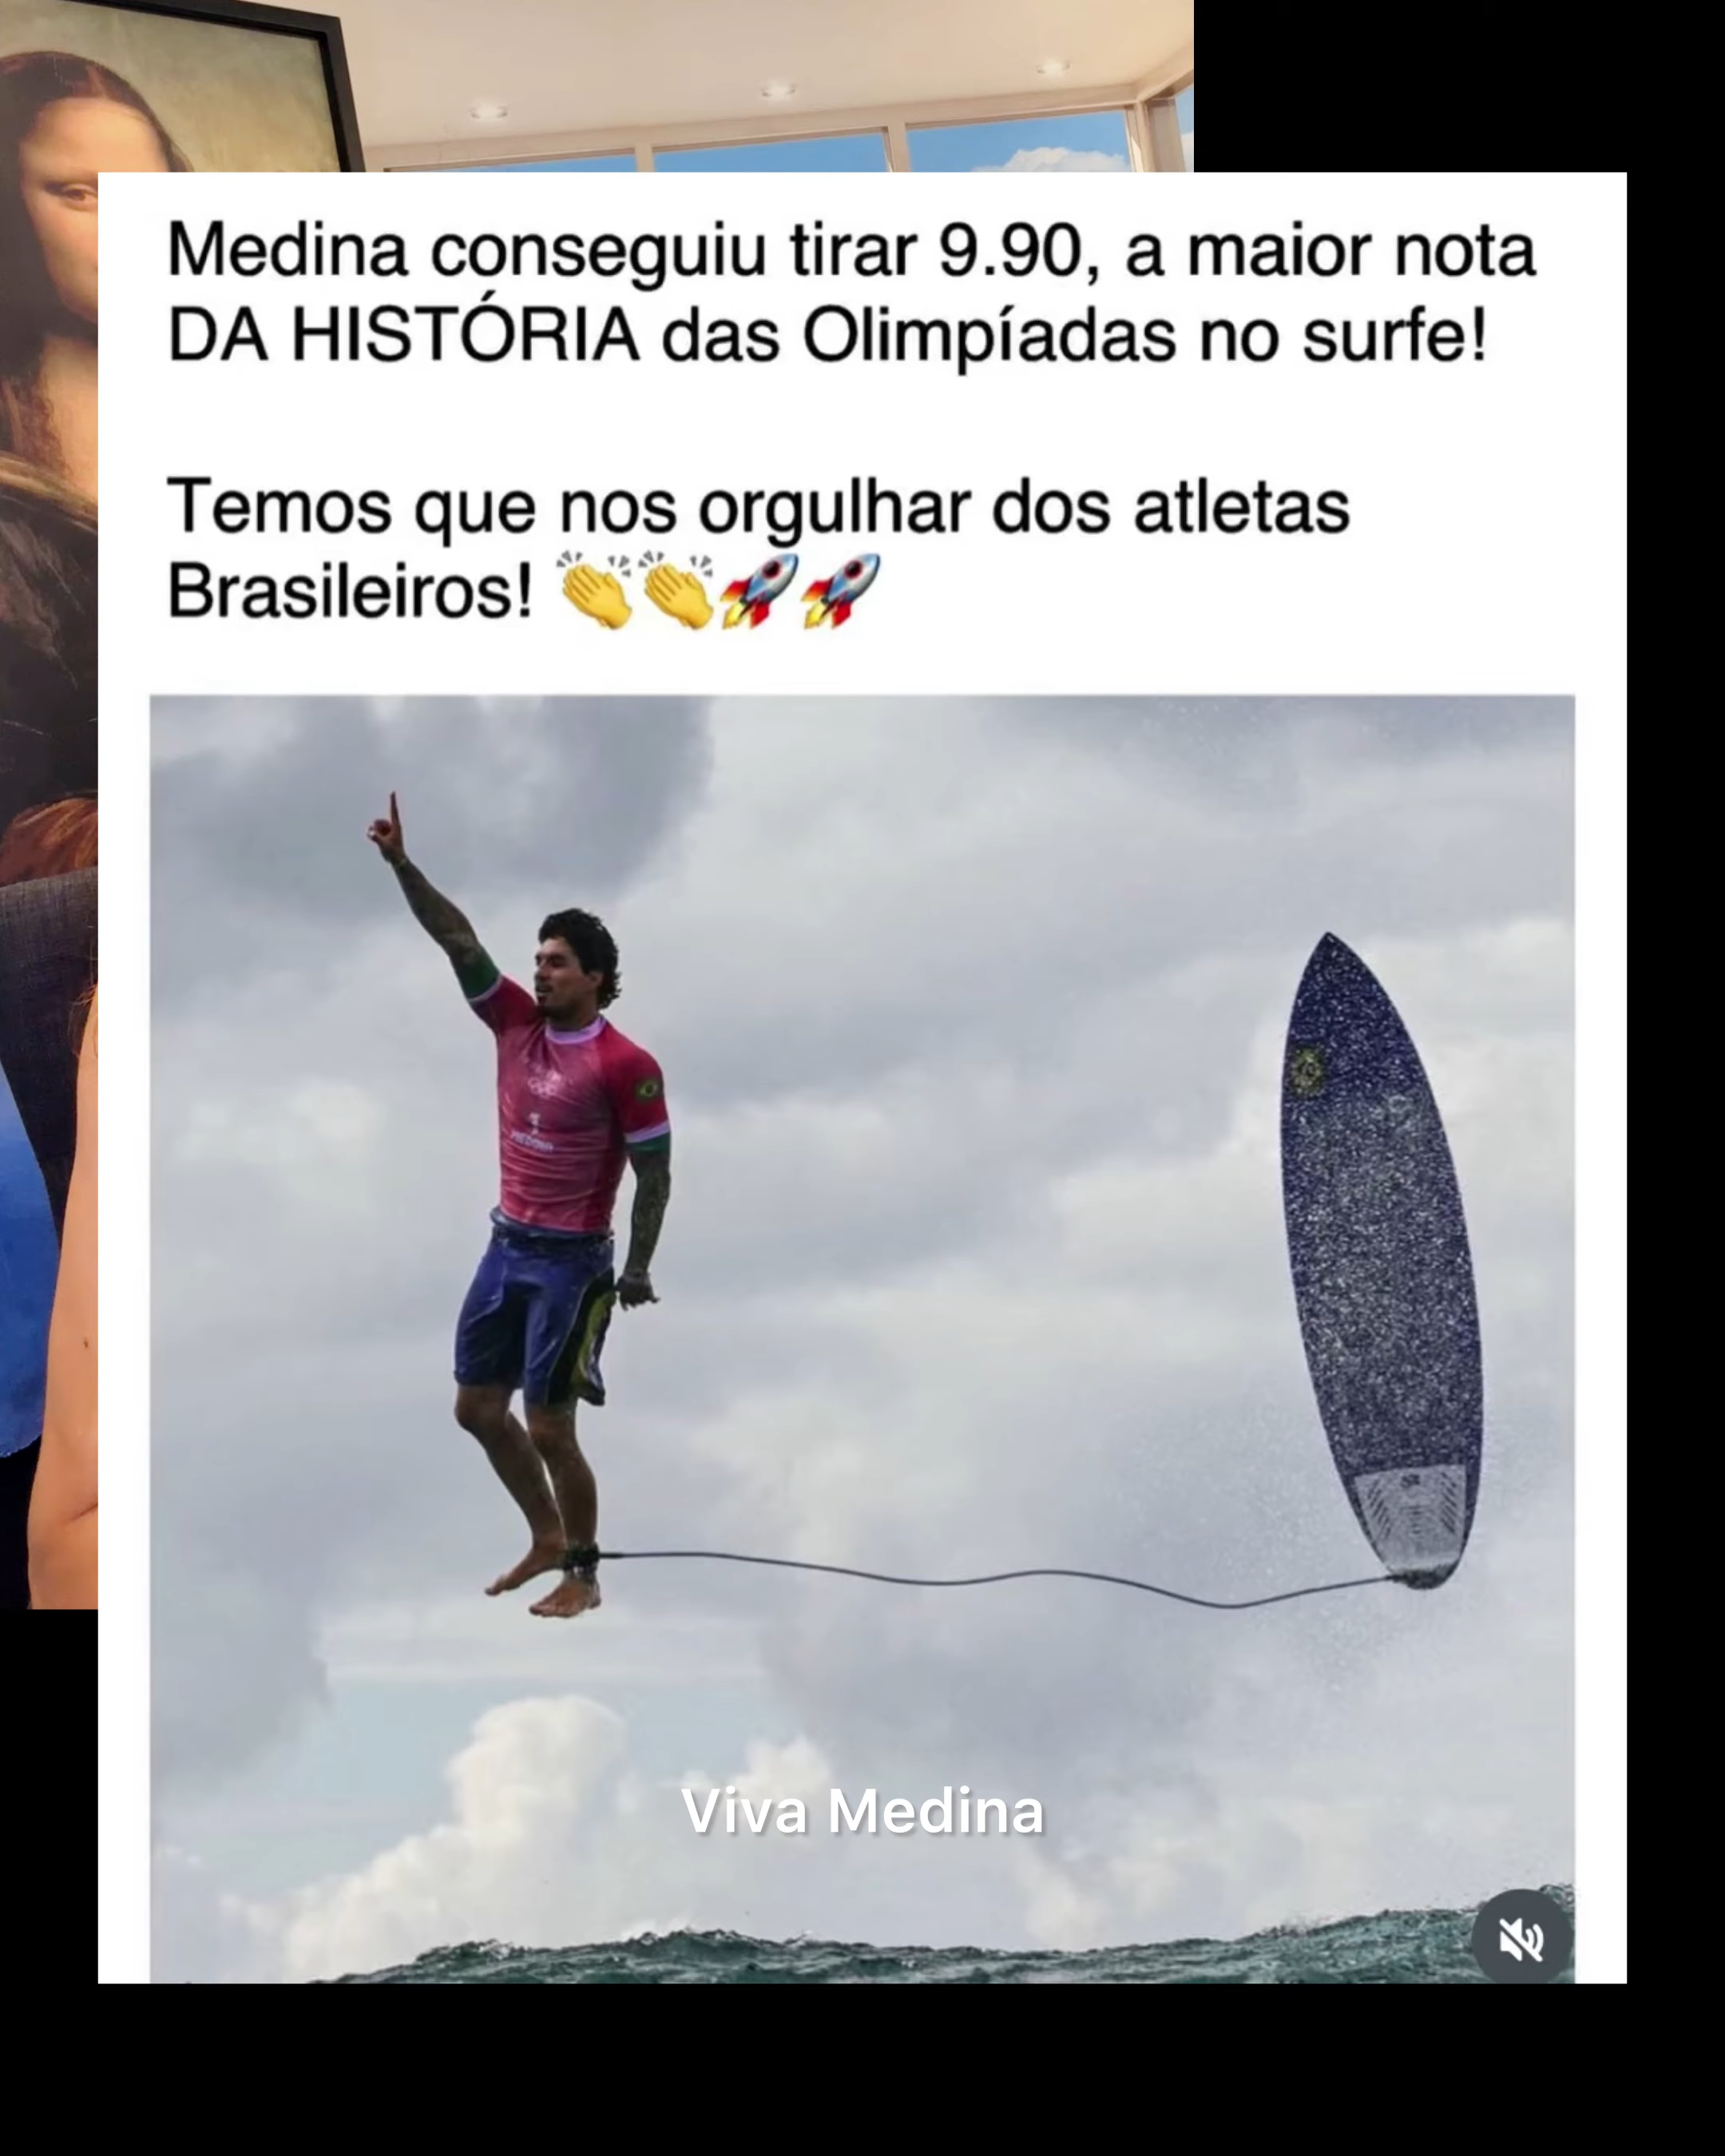 Medina conseguiu tirar 9.90, a maior nota
DA HISTÓRIA das Olimpíadas no surfe!
Temos que nos orgulhar dos atletas
Brasileiros! 👏👏🚀🚀
Viva Medina